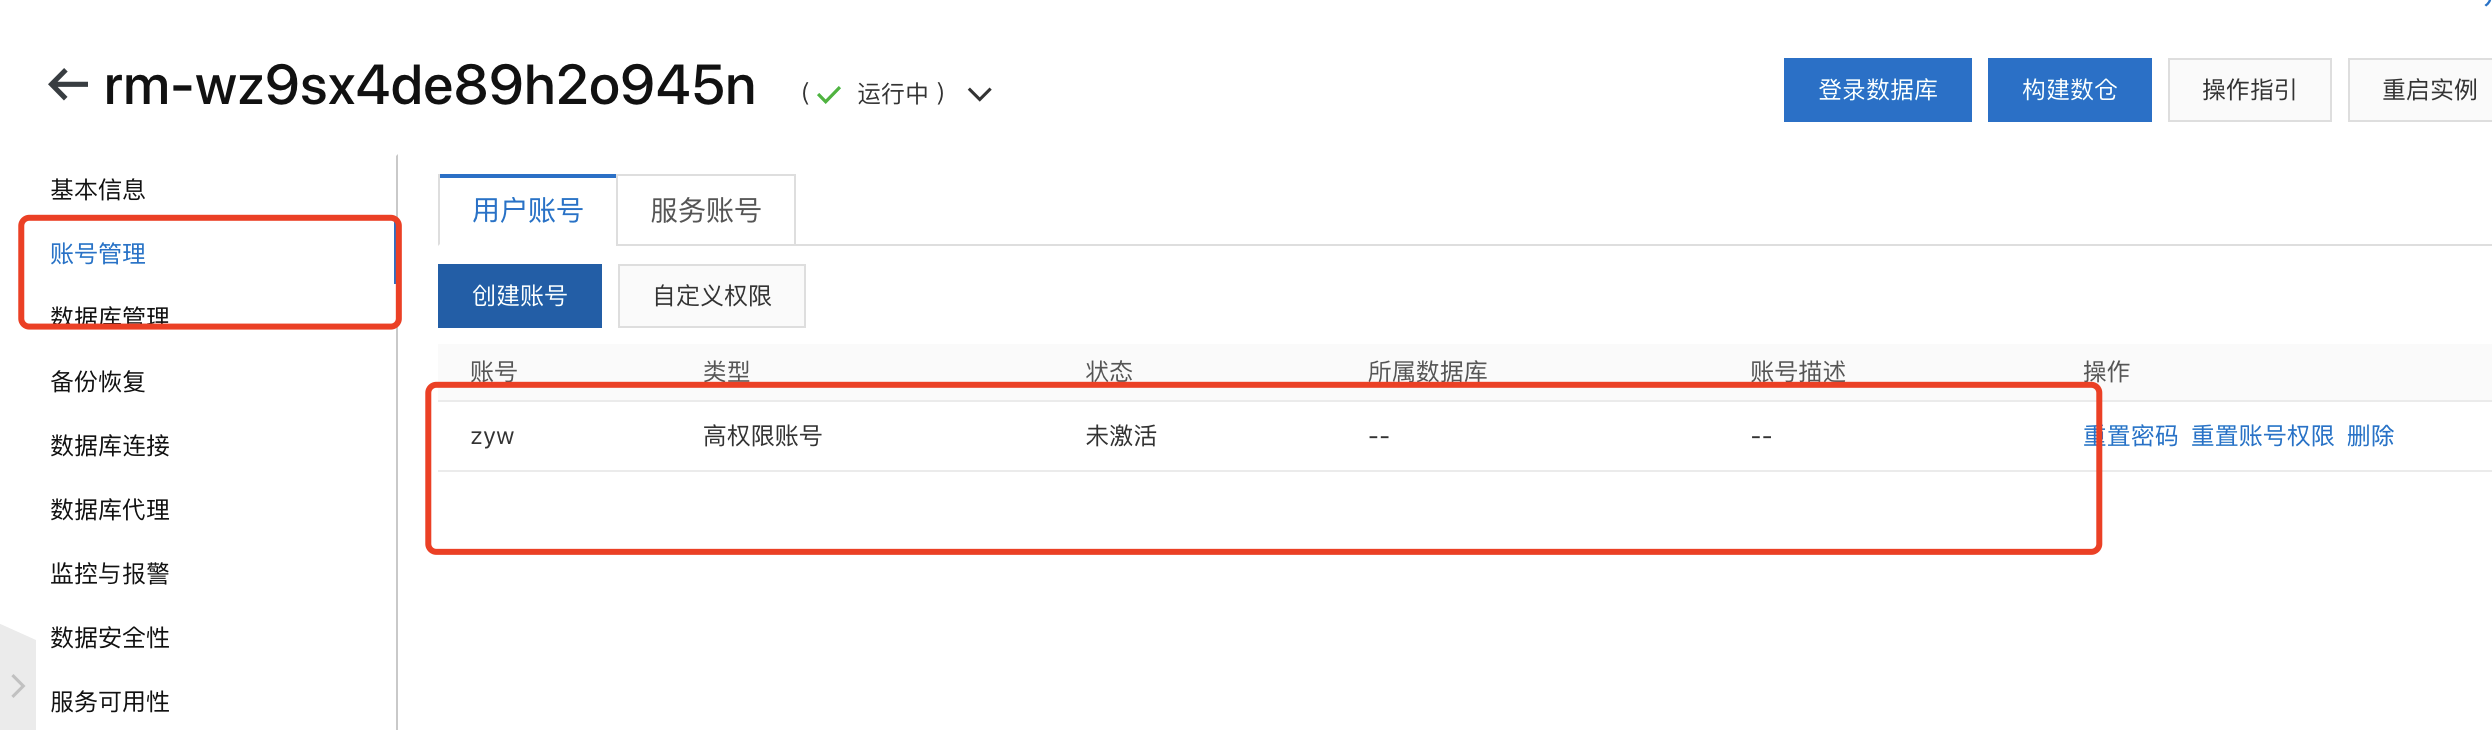 rm-wz9sx4de89h2o945n （ 运行中 ）
登录数据库 构建数仓 操作指引 重启实例
基本信息
账号管理
数据库管理
备份恢复
数据库连接
数据库代理
监控与报警
数据安全性
服务可用性
用户账号 服务账号
创建账号 自定义权限
账号 类型 状态 所属数据库 账号描述 操作
zyw 高权限账号 未激活 -- -- 重置密码 重置账号权限 删除